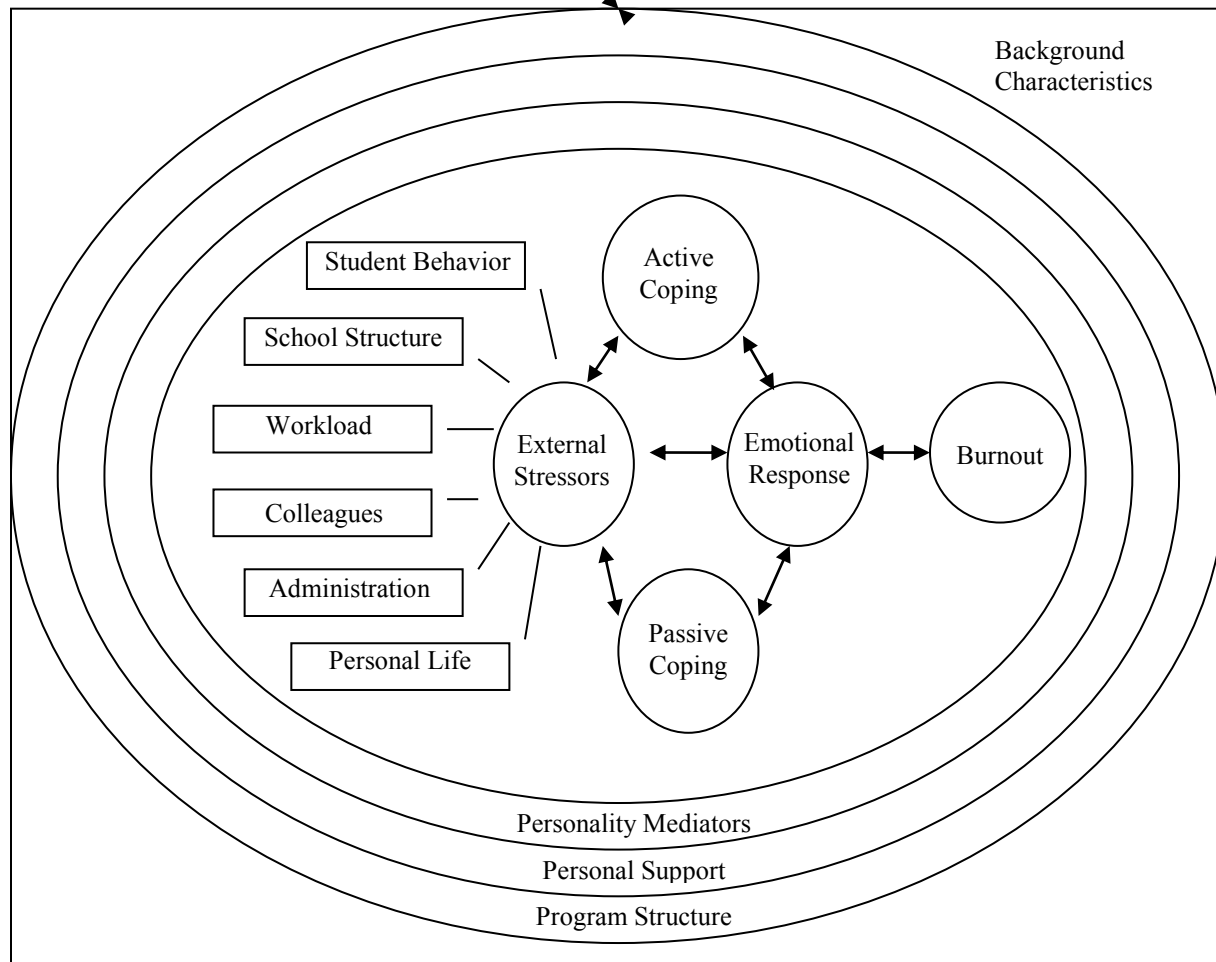 Background
Characteristics
Student Behavior
School Structure
Workload
Colleagues
Administration
Personal Life
Active
Coping
External
Stressors
Emotional
Response
Burnout
Passive
Coping
Personality Mediators
Personal Support
Program Structure